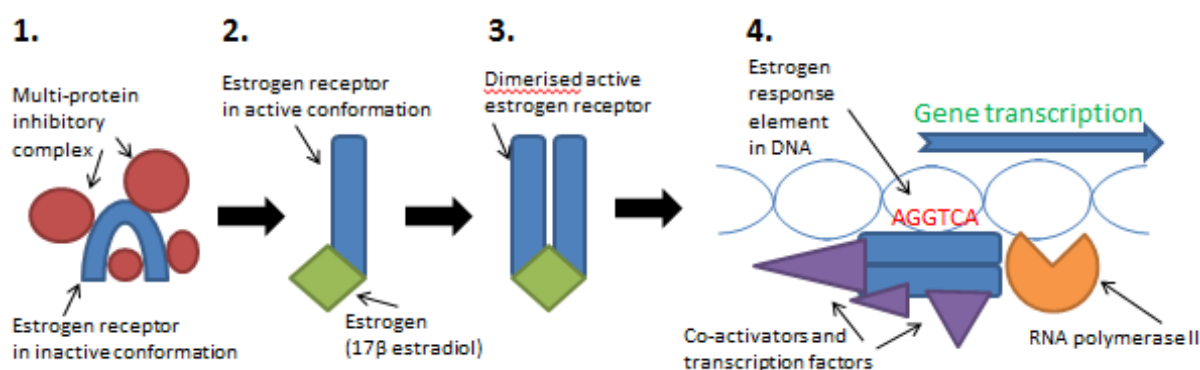 1.
Multi-protein
inhibitory
complex
Estrogen receptor
in inactive conformation
2.
Estrogen receptor
in active conformation
Estrogen
(17β estradiol)
3.
Dimerised active
estrogen receptor
4.
Estrogen
response
element
in DNA
Gene transcription
AGGTCA
Co-activators and
transcription factors
RNA polymerase II